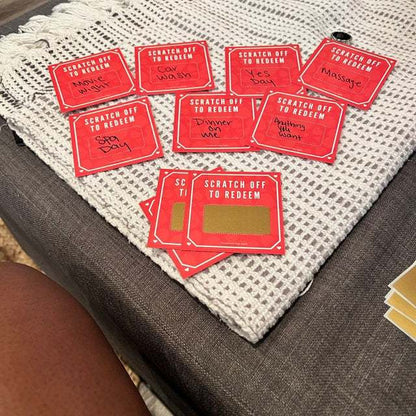 SCRATCH OFF
TO REDEEM
Movie
Night
SCRATCH OFF
TO REDEEM
Car
Wash
SCRATCH OFF
TO REDEEM
Yes
Day
SCRATCH OFF
TO REDEEM
Massage
SCRATCH OFF
TO REDEEM
Spa
Day
SCRATCH OFF
TO REDEEM
Dinner
on
Me
SCRATCH OFF
TO REDEEM
Anything
You
Want
SCRATCH OFF
TO REDEEM